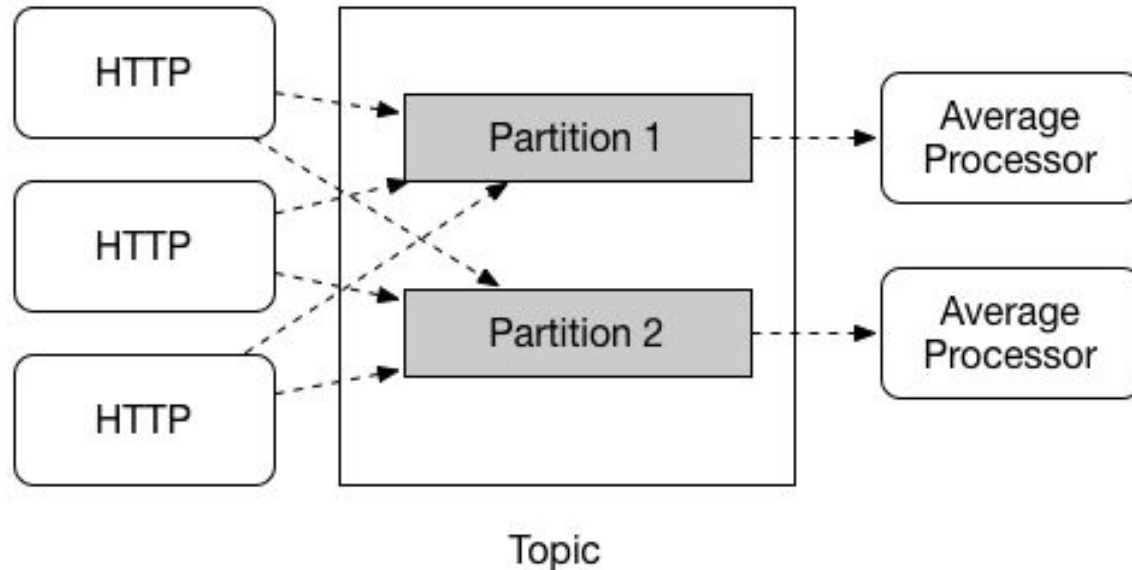 HTTP
HTTP
HTTP
Partition 1
Partition 2
Average
Processor
Average
Processor
Topic